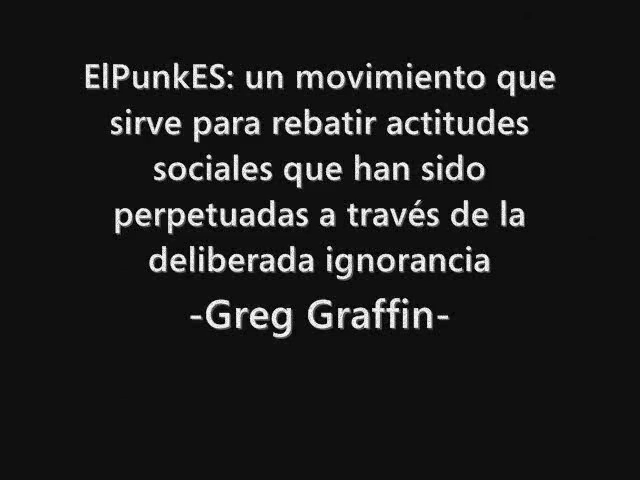 ElPunkES: un movimiento que
sirve para rebatir actitudes
sociales que han sido
perpetuadas a través de la
deliberada ignorancia
-Greg Graffin-